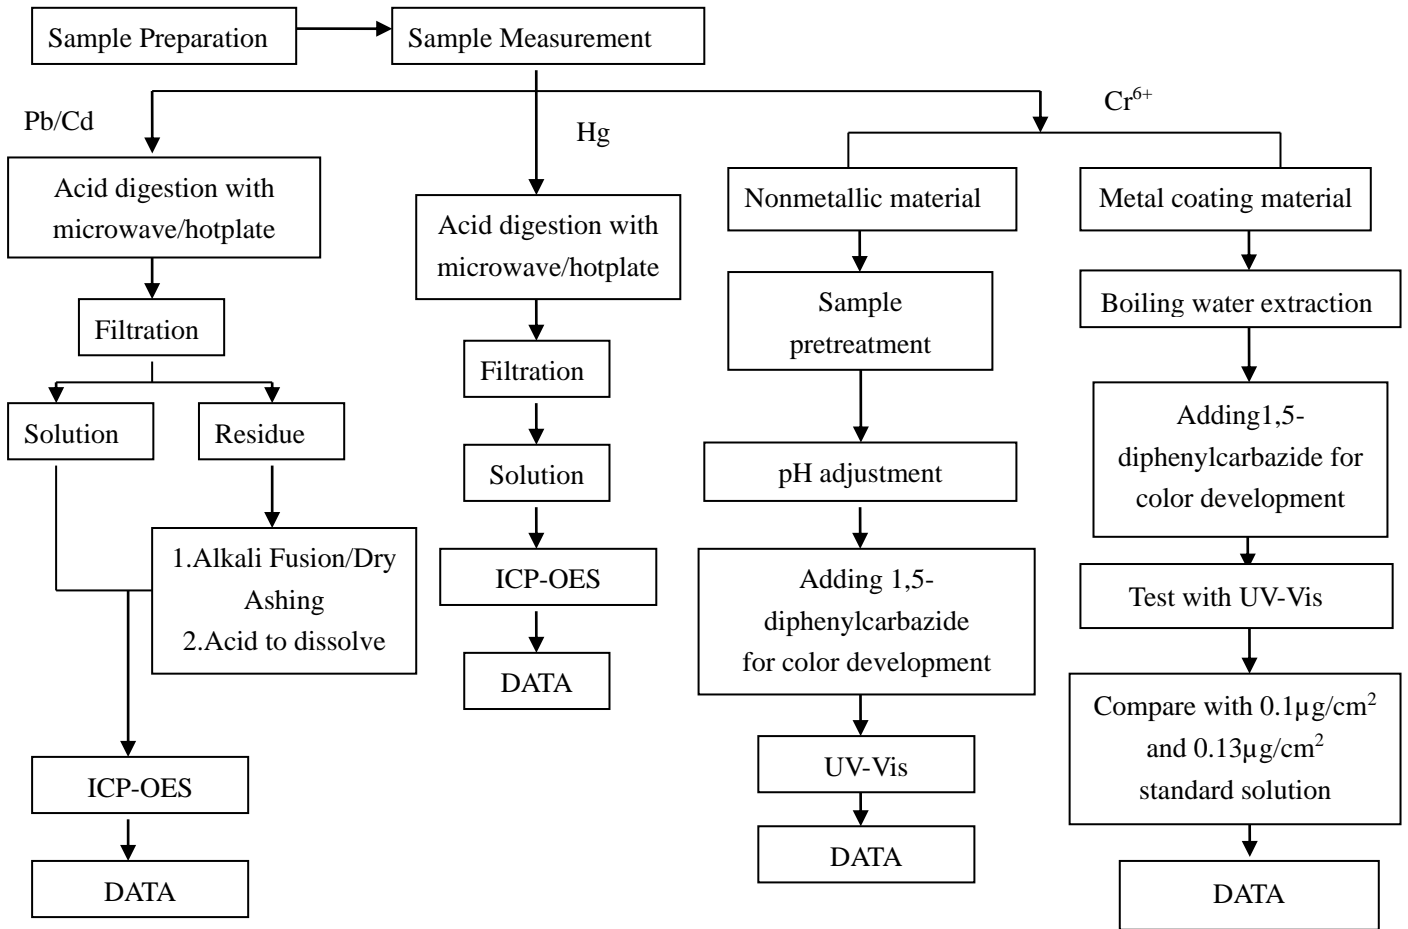 Sample Preparation
Sample Measurement
Pb/Cd
Hg
Cr⁶⁺
Acid digestion with
microwave/hotplate
Filtration
Solution
Residue
1.Alkali Fusion/Dry
Ashing
2.Acid to dissolve
ICP-OES
DATA
Acid digestion with
microwave/hotplate
Filtration
Solution
ICP-OES
DATA
Nonmetallic material
Sample
pretreatment
pH adjustment
Adding 1,5-
diphenylcarbazide
for color development
UV-Vis
DATA
Metal coating material
Boiling water extraction
Adding1,5-
diphenylcarbazide for
color development
Test with UV-Vis
Compare with 0.1µg/cm²
and 0.13µg/cm²
standard solution
DATA